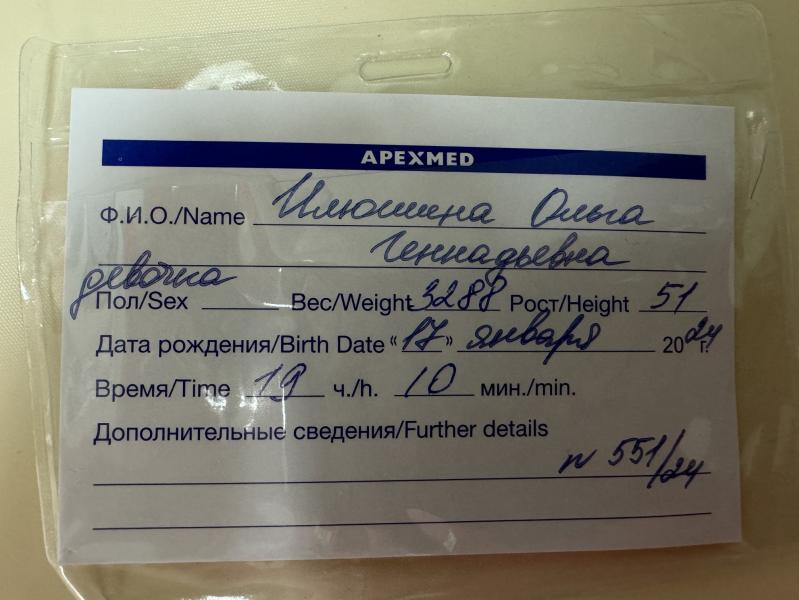 APEXMED
Ф.И.О./Name Илюшина Ольга
Геннадьевна
девочка
Пол/Sex Вес/Weight 3288 Рост/Height 51
Дата рождения/Birth Date «17» января 2024 г.
Время/Time 19 ч./h. 10 мин./min.
Дополнительные сведения/Further details
N 551/24